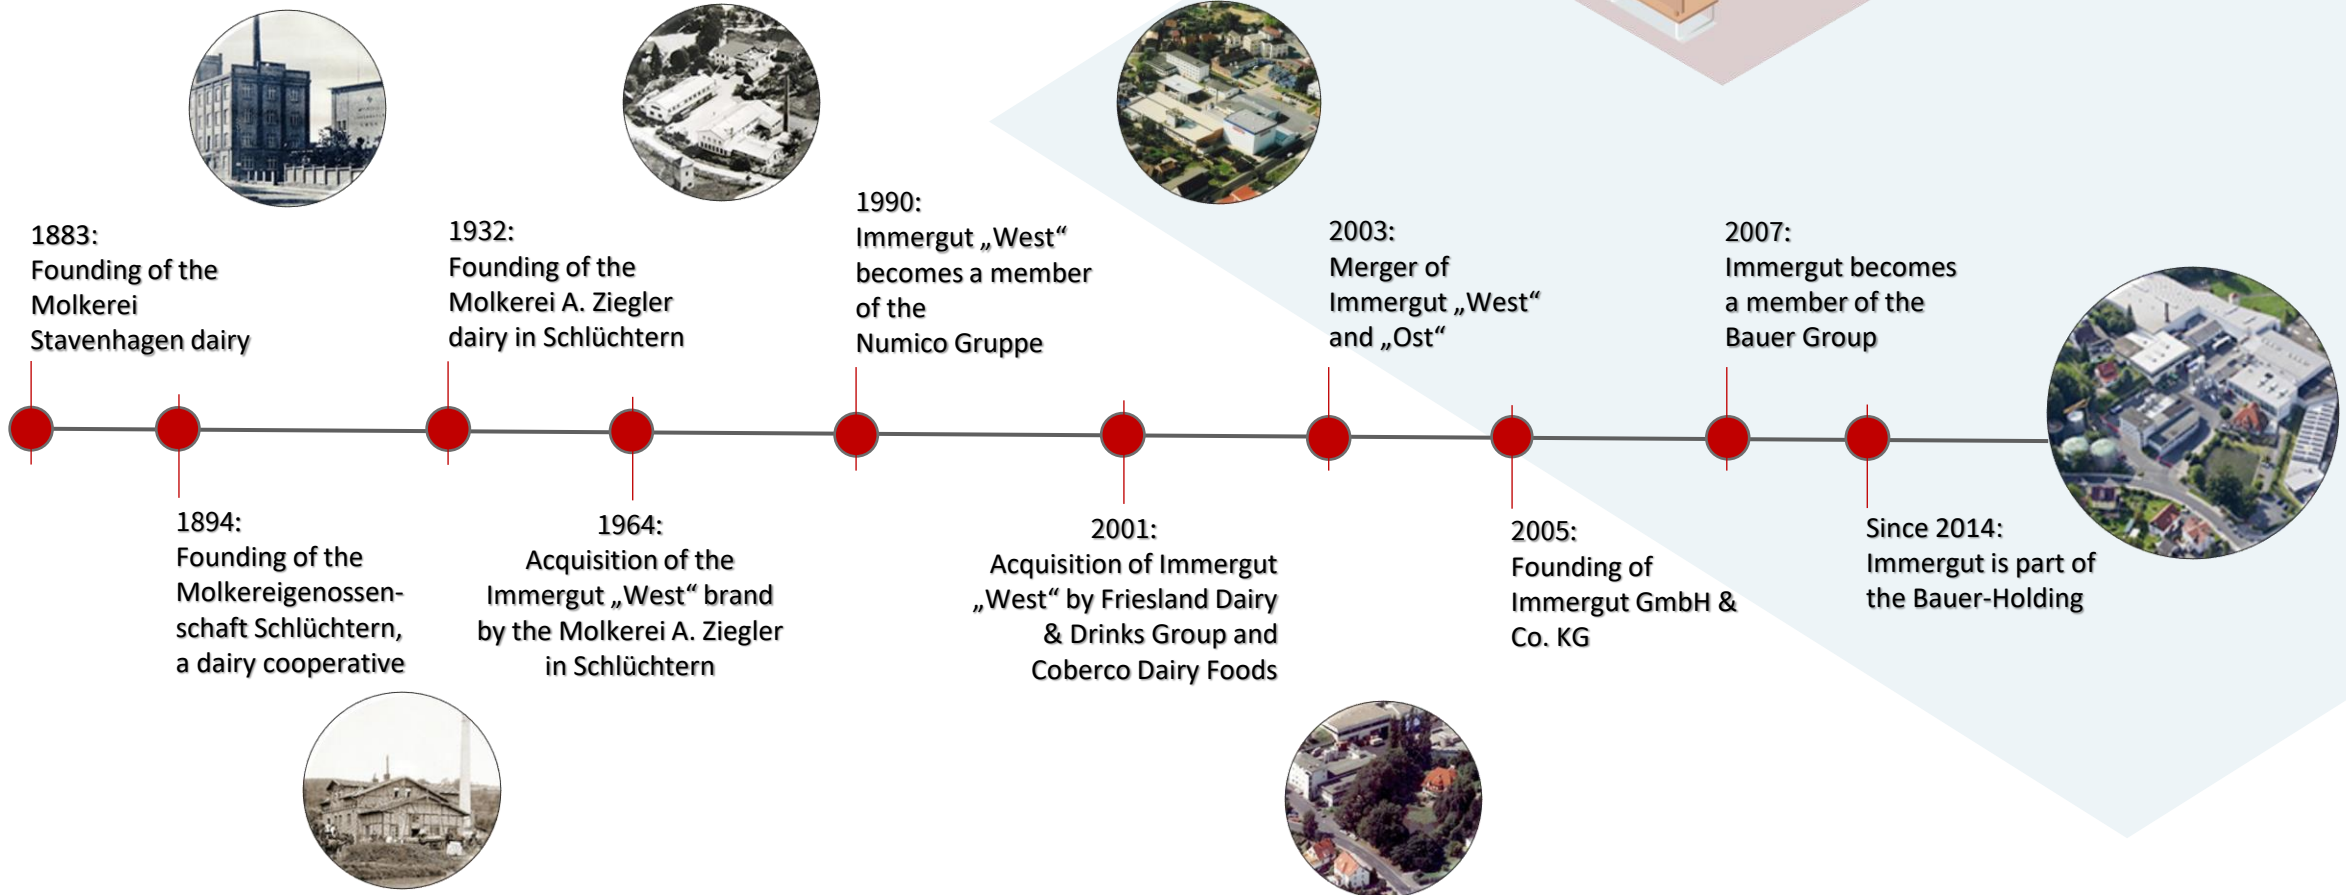 1883:
Founding of the
Molkerei
Stavenhagen dairy
1894:
Founding of the
Molkereigenossen-
schaft Schlüchtern,
a dairy cooperative
1932:
Founding of the
Molkerei A. Ziegler
dairy in Schlüchtern
1964:
Acquisition of the
Immergut „West“ brand
by the Molkerei A. Ziegler
in Schlüchtern
1990:
Immergut „West“
becomes a member
of the
Numico Gruppe
2001:
Acquisition of Immergut
„West“ by Friesland Dairy
& Drinks Group and
Coberco Dairy Foods
2003:
Merger of
Immergut „West“
and „Ost“
2005:
Founding of
Immergut GmbH &
Co. KG
2007:
Immergut becomes
a member of the
Bauer Group
Since 2014:
Immergut is part of
the Bauer-Holding